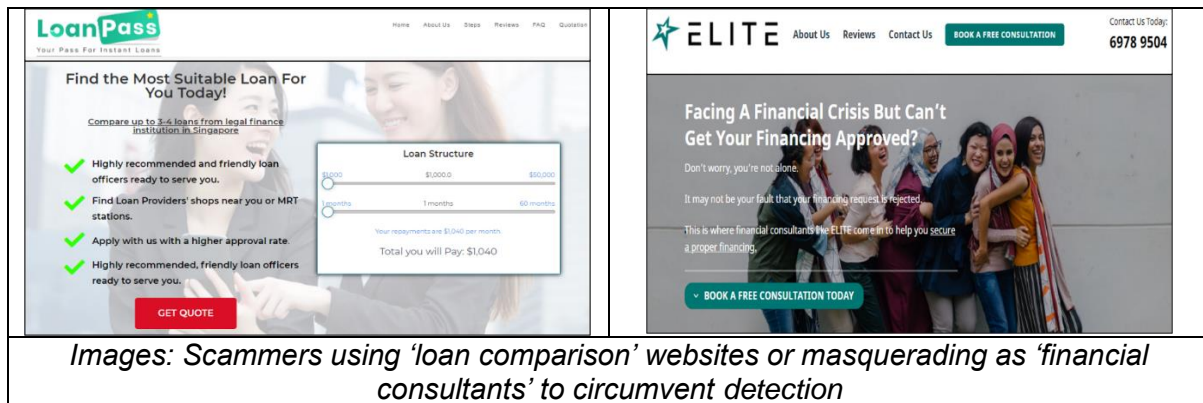 LoanPass
Your Pass For Instant Loans
Home About Us Steps Reviews FAQ Quotation
Find the Most Suitable Loan For
You Today!
Compare up to 3-4 loans from legal finance
institution in Singapore
Highly recommended and friendly loan
officers ready to serve you.
Find Loan Providers' shops near you or MRT
stations.
Apply with us with a higher approval rate.
Highly recommended, friendly loan officers
ready to serve you.
GET QUOTE
Loan Structure
$1,000 $1,000.0 $50,000
1 months 1 months 60 months
Your repayments are $1,040 per month.
Total you will Pay: $1,040
ELITE
About Us Reviews Contact Us BOOK A FREE CONSULTATION
Contact Us Today:
6978 9504
Facing A Financial Crisis But Can't
Get Your Financing Approved?
Don't worry, you're not alone.
It may not be your fault that your financing request is rejected.
This is where financial consultants like ELITE come in to help you secure
a proper financing.
BOOK A FREE CONSULTATION TODAY
Images: Scammers using ‘loan comparison’ websites or masquerading as ‘financial
consultants’ to circumvent detection